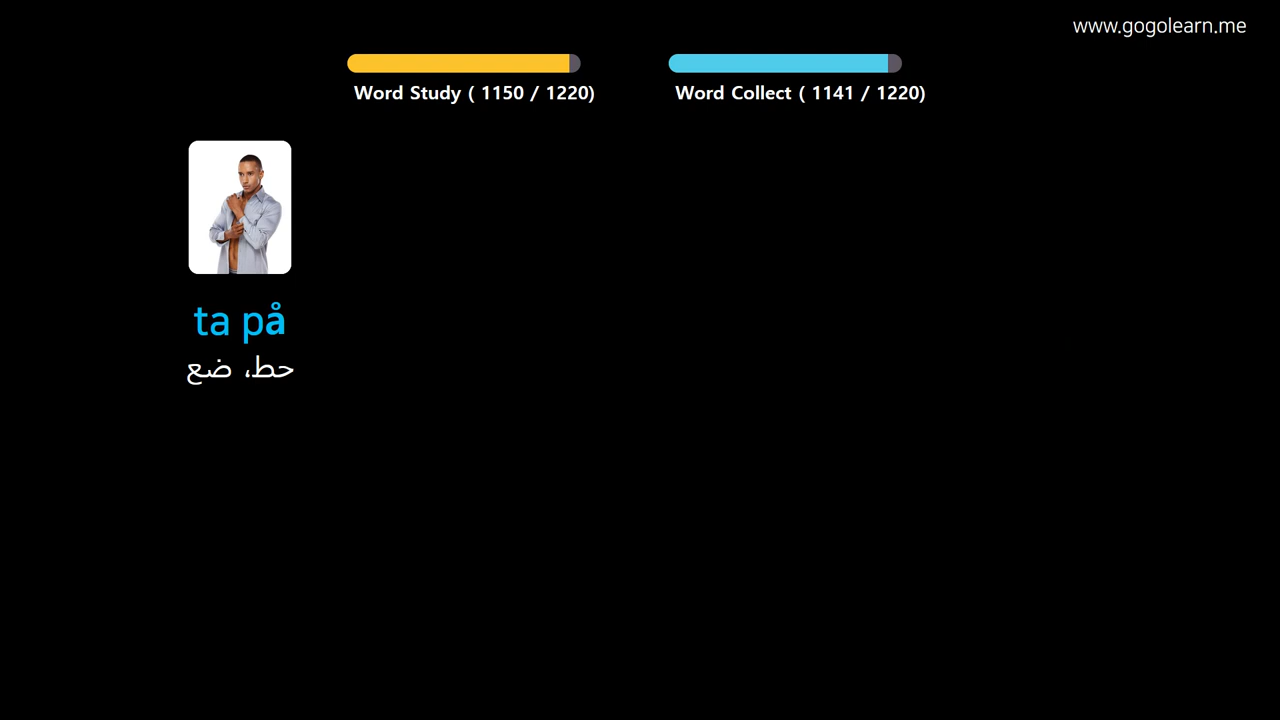 www.gogolearn.me
Word Study ( 1150 / 1220)
Word Collect ( 1141 / 1220)
ta på
حط، ضع